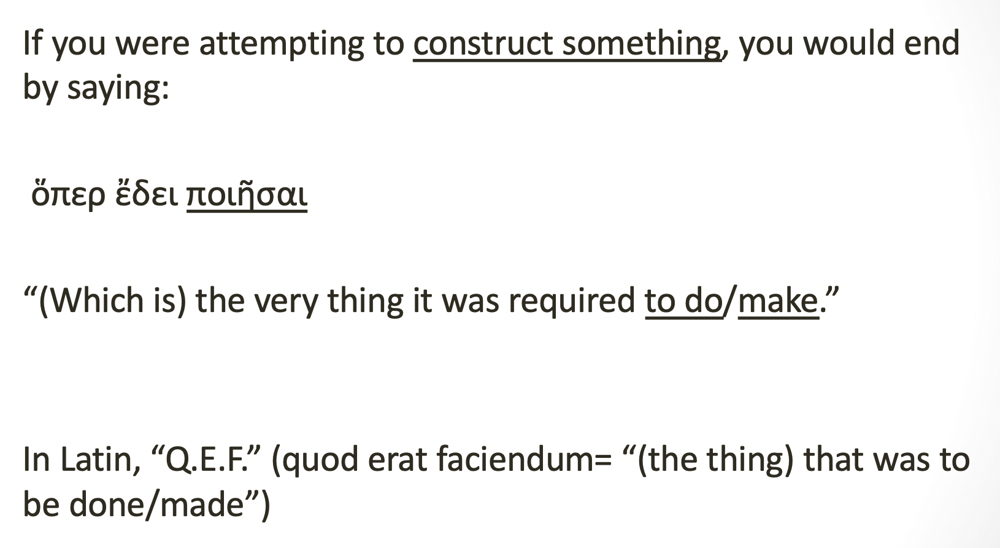 If you were attempting to construct something, you would end
by saying:
ὅπερ ἔδει ποιῆσαι
“(Which is) the very thing it was required to do/make.”
In Latin, “Q.E.F.” (quod erat faciendum= “(the thing) that was to
be done/made”)